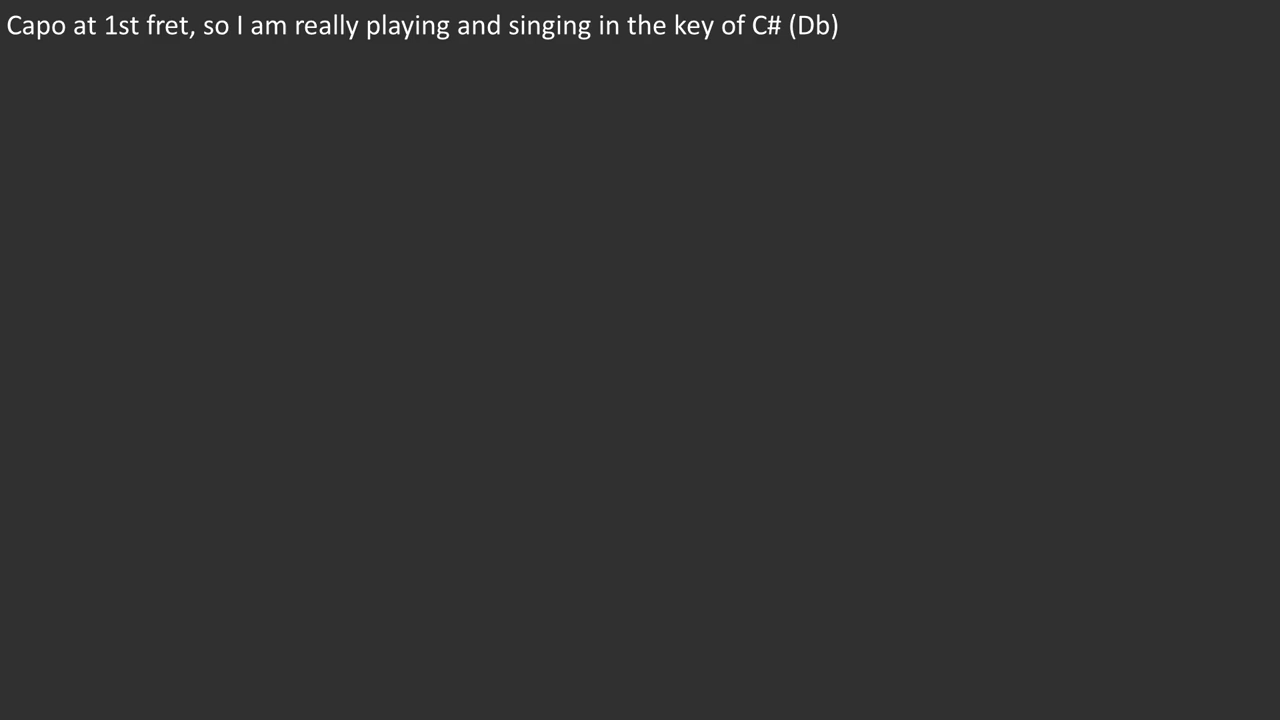 Capo at 1st fret, so I am really playing and singing in the key of C# (Db)